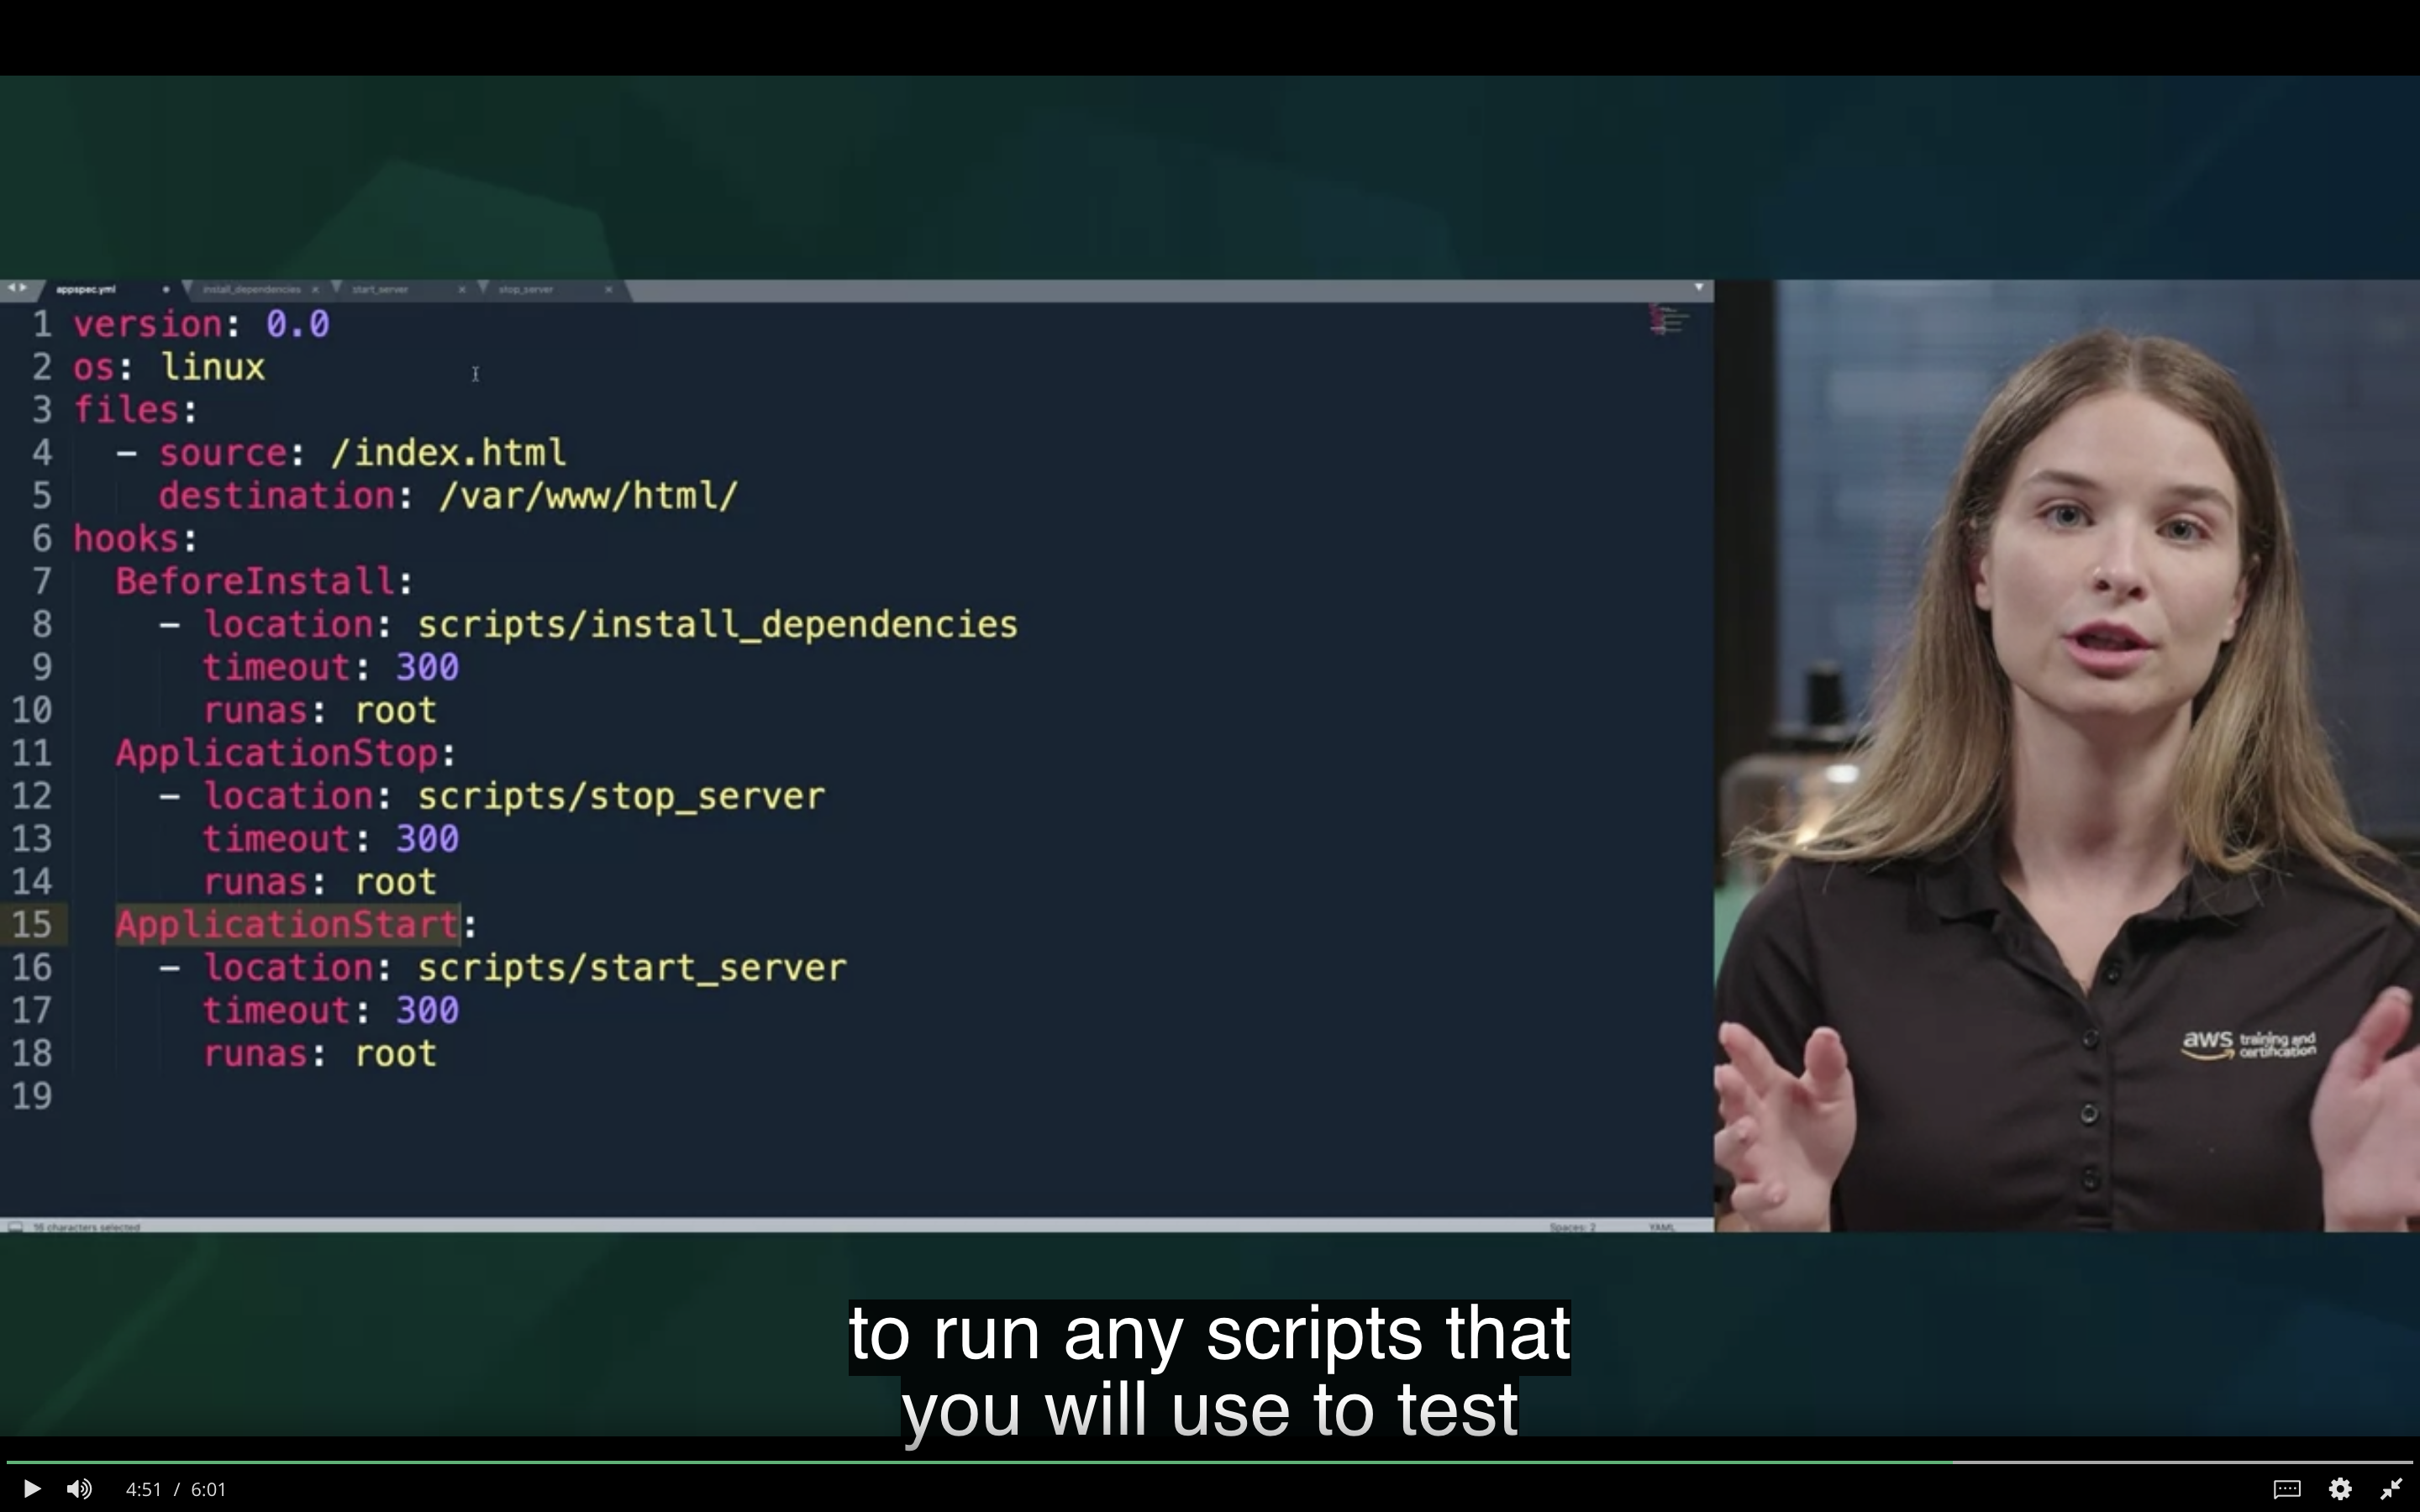 appspec.yml
install_dependencies
start_server
stop_server
1 version: 0.0
2 os: linux
3 files:
4 - source: /index.html
5 destination: /var/www/html/
6 hooks:
7 BeforeInstall:
8 - location: scripts/install_dependencies
9 timeout: 300
10 runas: root
11 ApplicationStop:
12 - location: scripts/stop_server
13 timeout: 300
14 runas: root
15 ApplicationStart:
16 - location: scripts/start_server
17 timeout: 300
18 runas: root
19
16 characters selected
Spaces: 2
YAML
aws training and
certification
to run any scripts that
you will use to test
4:51 / 6:01